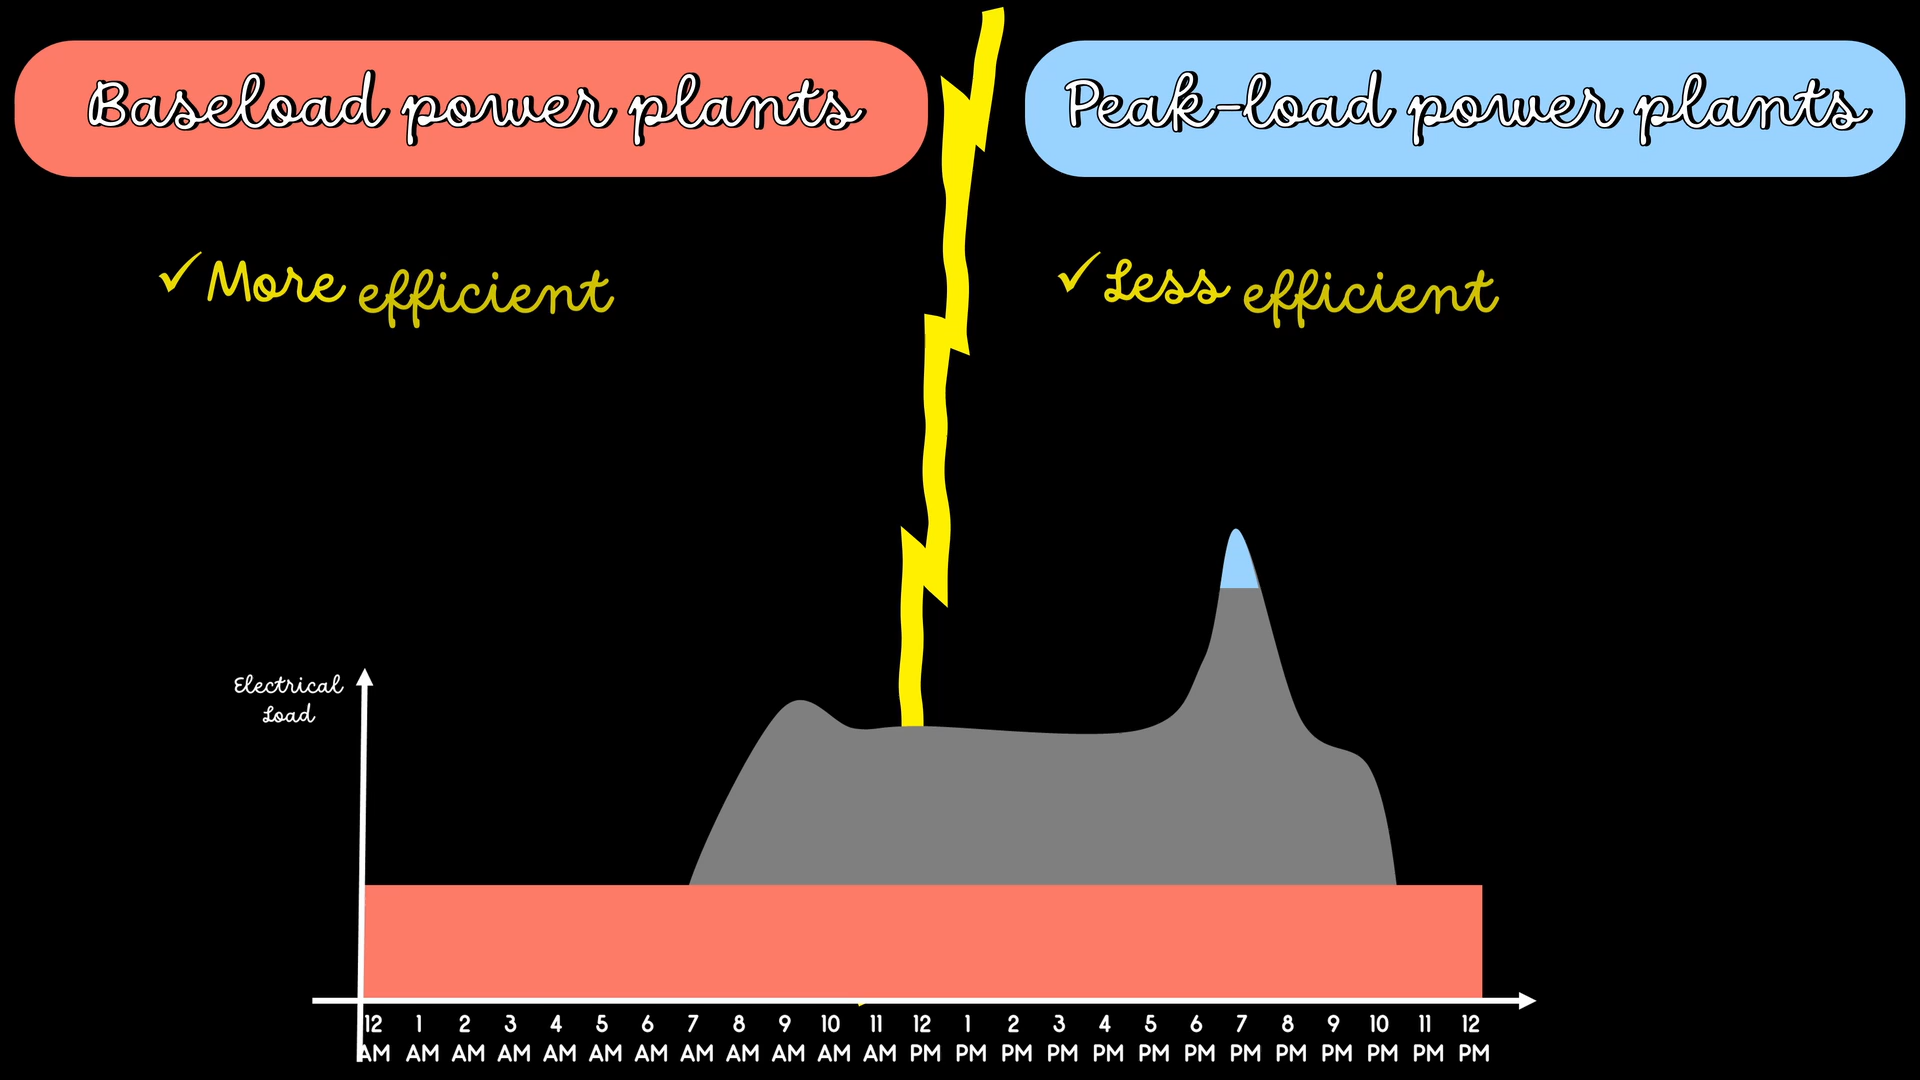 Baseload power plants
Peak-load power plants
✓More efficient
✓Less efficient
Electrical
Load
12 1 2 3 4 5 6 7 8 9 10 11 12 1 2 3 4 5 6 7 8 9 10 11 12
AM AM AM AM AM AM AM AM AM AM AM AM PM PM PM PM PM PM PM PM PM PM PM PM PM